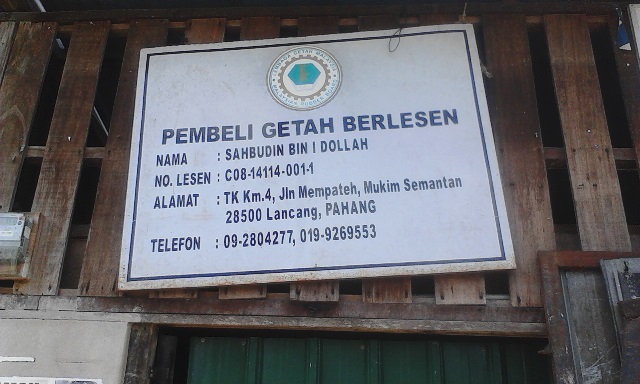 PEMBELI GETAH BERLESEN
NAMA : SAHBUDIN BIN I DOLLAH
NO. LESEN : C08-14114-001-1
ALAMAT : TK Km.4, Jln Mempateh, Mukim Semantan
28500 Lancang, PAHANG
TELEFON : 09-2804277, 019-9269553